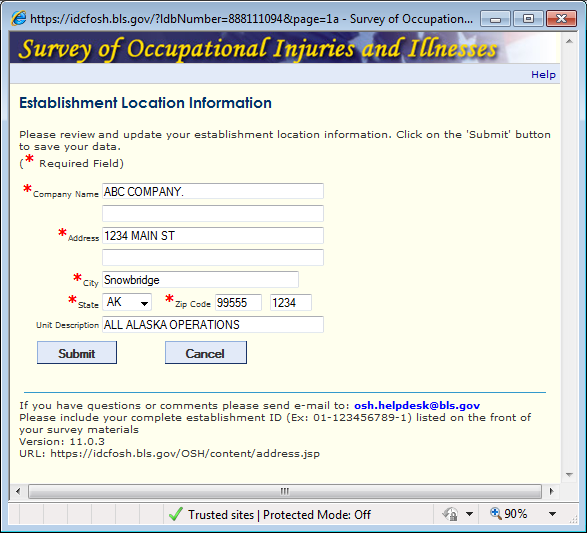 https://idcfosh.bls.gov/?IdbNumber=888111094&page=1a - Survey of Occupation...
Survey of Occupational Injuries and Illnesses
Help
Establishment Location Information
Please review and update your establishment location information. Click on the 'Submit' button
to save your data.
(* Required Field)
*Company Name ABC COMPANY.
*Address 1234 MAIN ST
*City Snowbridge
*State AK *Zip Code 99555 1234
Unit Description ALL ALASKA OPERATIONS
Submit Cancel
If you have questions or comments please send e-mail to: osh.helpdesk@bls.gov
Please include your complete establishment ID (Ex: 01-123456789-1) listed on the front of
your survey materials
Version: 11.0.3
URL: https://idcfosh.bls.gov/OSH/content/address.jsp
Trusted sites | Protected Mode: Off 90%